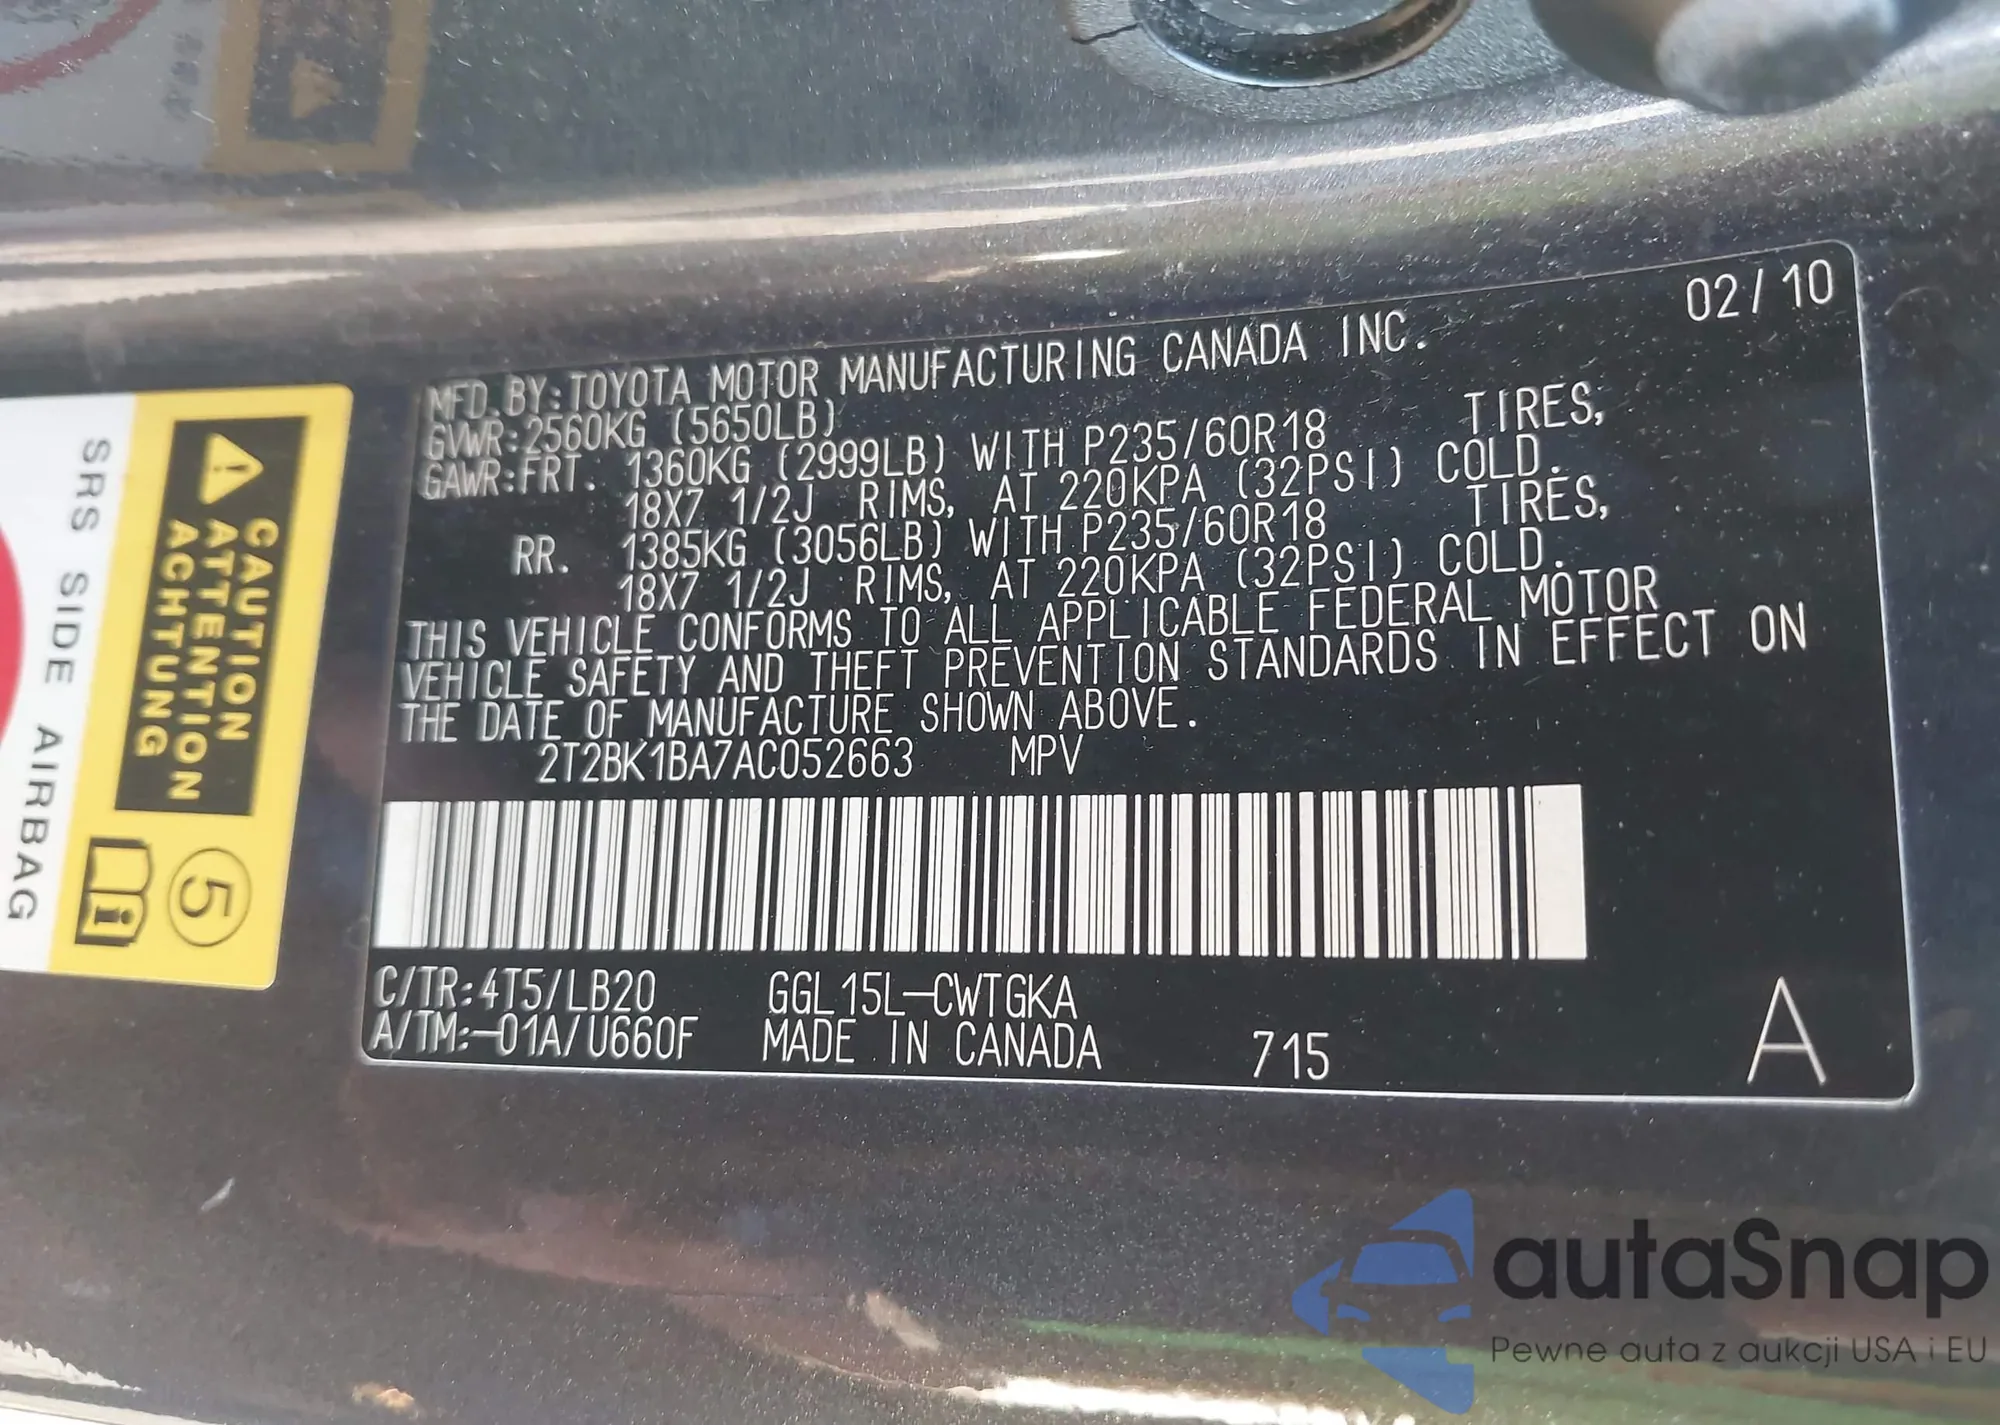 02/10
MFD. BY: TOYOTA MOTOR MANUFACTURING CANADA INC.
GVWR: 2560KG (5650LB)
GAWR: FRT. 1360KG (2999LB) WITH P235/60R18 TIRES,
18X7 1/2J RIMS, AT 220KPA (32PSI) COLD.
RR. 1385KG (3056LB) WITH P235/60R18 TIRES,
18X7 1/2J RIMS, AT 220KPA (32PSI) COLD.
THIS VEHICLE CONFORMS TO ALL APPLICABLE FEDERAL MOTOR
VEHICLE SAFETY AND THEFT PREVENTION STANDARDS IN EFFECT ON
THE DATE OF MANUFACTURE SHOWN ABOVE.
2T2BK1BA7AC052663 MPV
C/TR: 4T5/LB20 GGL15L-CWTGKA
A/TM:-01A/U660F MADE IN CANADA 715 A
CAUTION
ATTENTION
ACHTUNG
5
SRS SIDE AIRBAG
autaSnap
Pewne auta z aukcji USA i EU